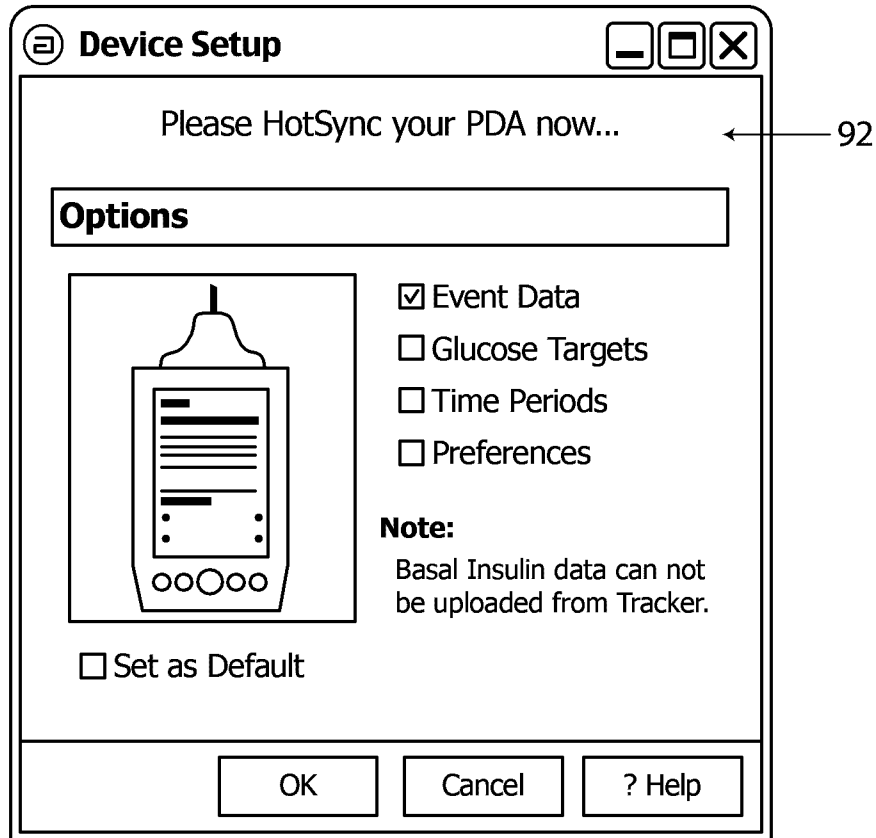 Device Setup
Please HotSync your PDA now...
92
Options
Event Data
Glucose Targets
Time Periods
Preferences
Note:
Basal Insulin data can not
be uploaded from Tracker.
Set as Default
OK
Cancel
? Help